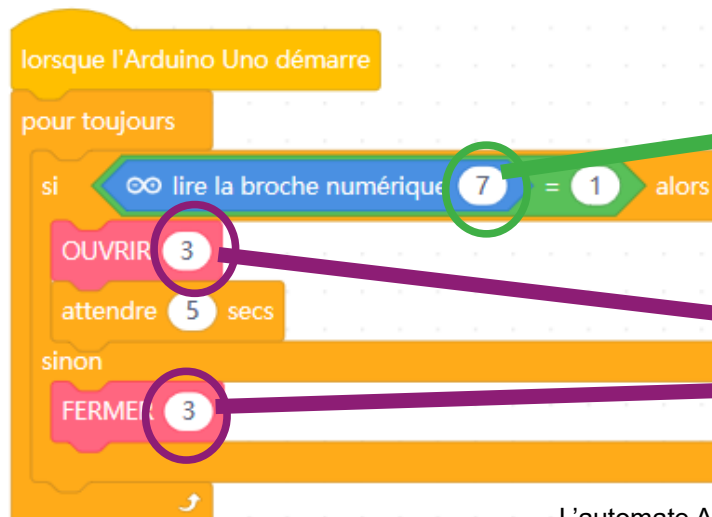 lorsque l'Arduino Uno démarre
pour toujours
si lire la broche numérique 7 = 1 alors
OUVRIR 3
attendre 5 secs
sinon
FERMER 3
L'automate A